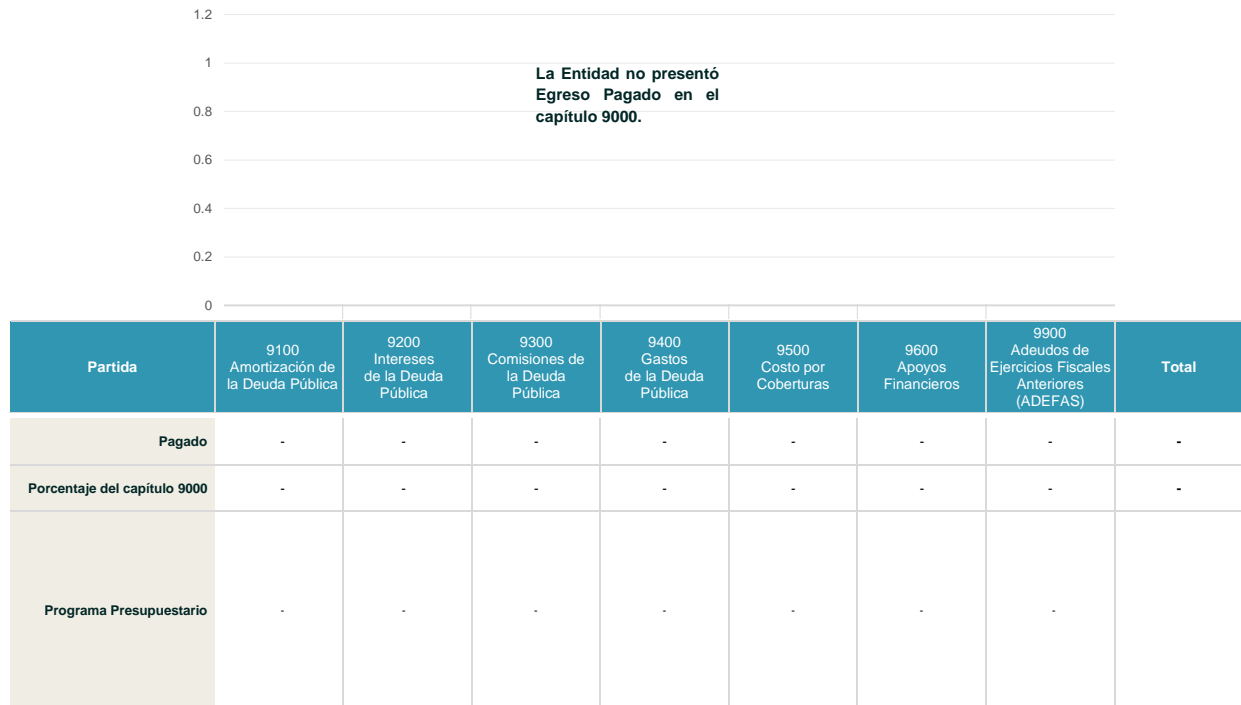 1.2
1
0.8
0.6
0.4
0.2
0
La Entidad no presentó
Egreso Pagado en el
capítulo 9000.
Partida
9100
Amortización de
la Deuda Pública
9200
Intereses
de la Deuda
Pública
9300
Comisiones de
la Deuda
Pública
9400
Gastos
de la Deuda
Pública
9500
Costo por
Coberturas
9600
Apoyos
Financieros
9900
Adeudos de
Ejercicios Fiscales
Anteriores
(ADEFAS)
Total
Pagado - - - - - - - -
Porcentaje del capítulo 9000 - - - - - - - -
Programa Presupuestario - - - - - - -